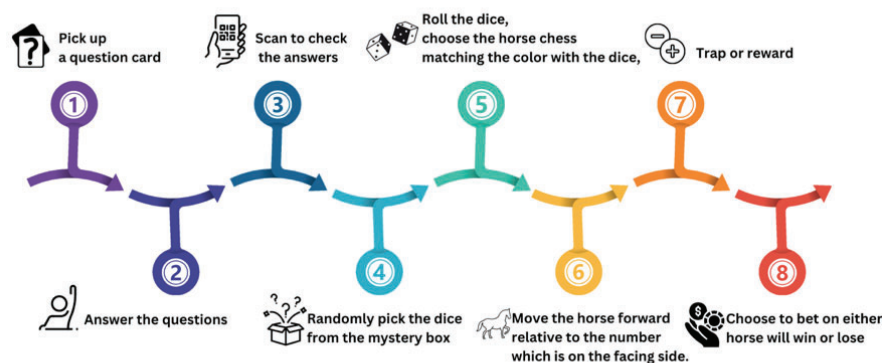 Pick up
a question card
Scan to check
the answers
Roll the dice,
choose the horse chess
matching the color with the dice,
Trap or reward
1
3
5
7
2
4
6
8
Answer the questions
Randomly pick the dice
from the mystery box
Move the horse forward
relative to the number
which is on the facing side.
Choose to bet on either
horse will win or lose